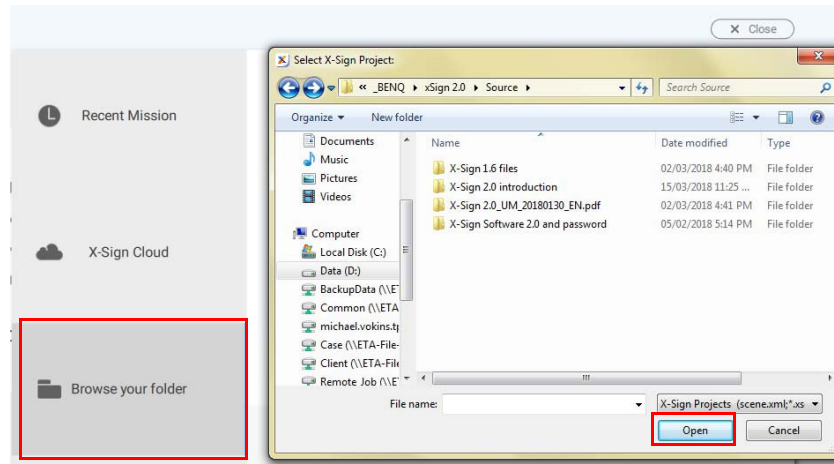 X Close
Select X-Sign Project:
« _BENQ ▸ xSign 2.0 ▸ Source ▸
Search Source
Organize ▾ New folder
Recent Mission
X-Sign Cloud
Browse your folder
Documents
Music
Pictures
Videos
Computer
Local Disk (C:)
Data (D:)
BackupData (\\E
Common (\\ETA
michael.vokins.tp
Case (\\ETA-File-
Client (\\ETA-File
Remote Job (\\E
Name Date modified Type
X-Sign 1.6 files 02/03/2018 4:40 PM File folder
X-Sign 2.0 introduction 15/03/2018 11:25 ... File folder
X-Sign 2.0_UM_20180130_EN.pdf 02/03/2018 4:41 PM File folder
X-Sign Software 2.0 and password 05/02/2018 5:14 PM File folder
File name: X-Sign Projects (scene.xml;*.xs
Open Cancel